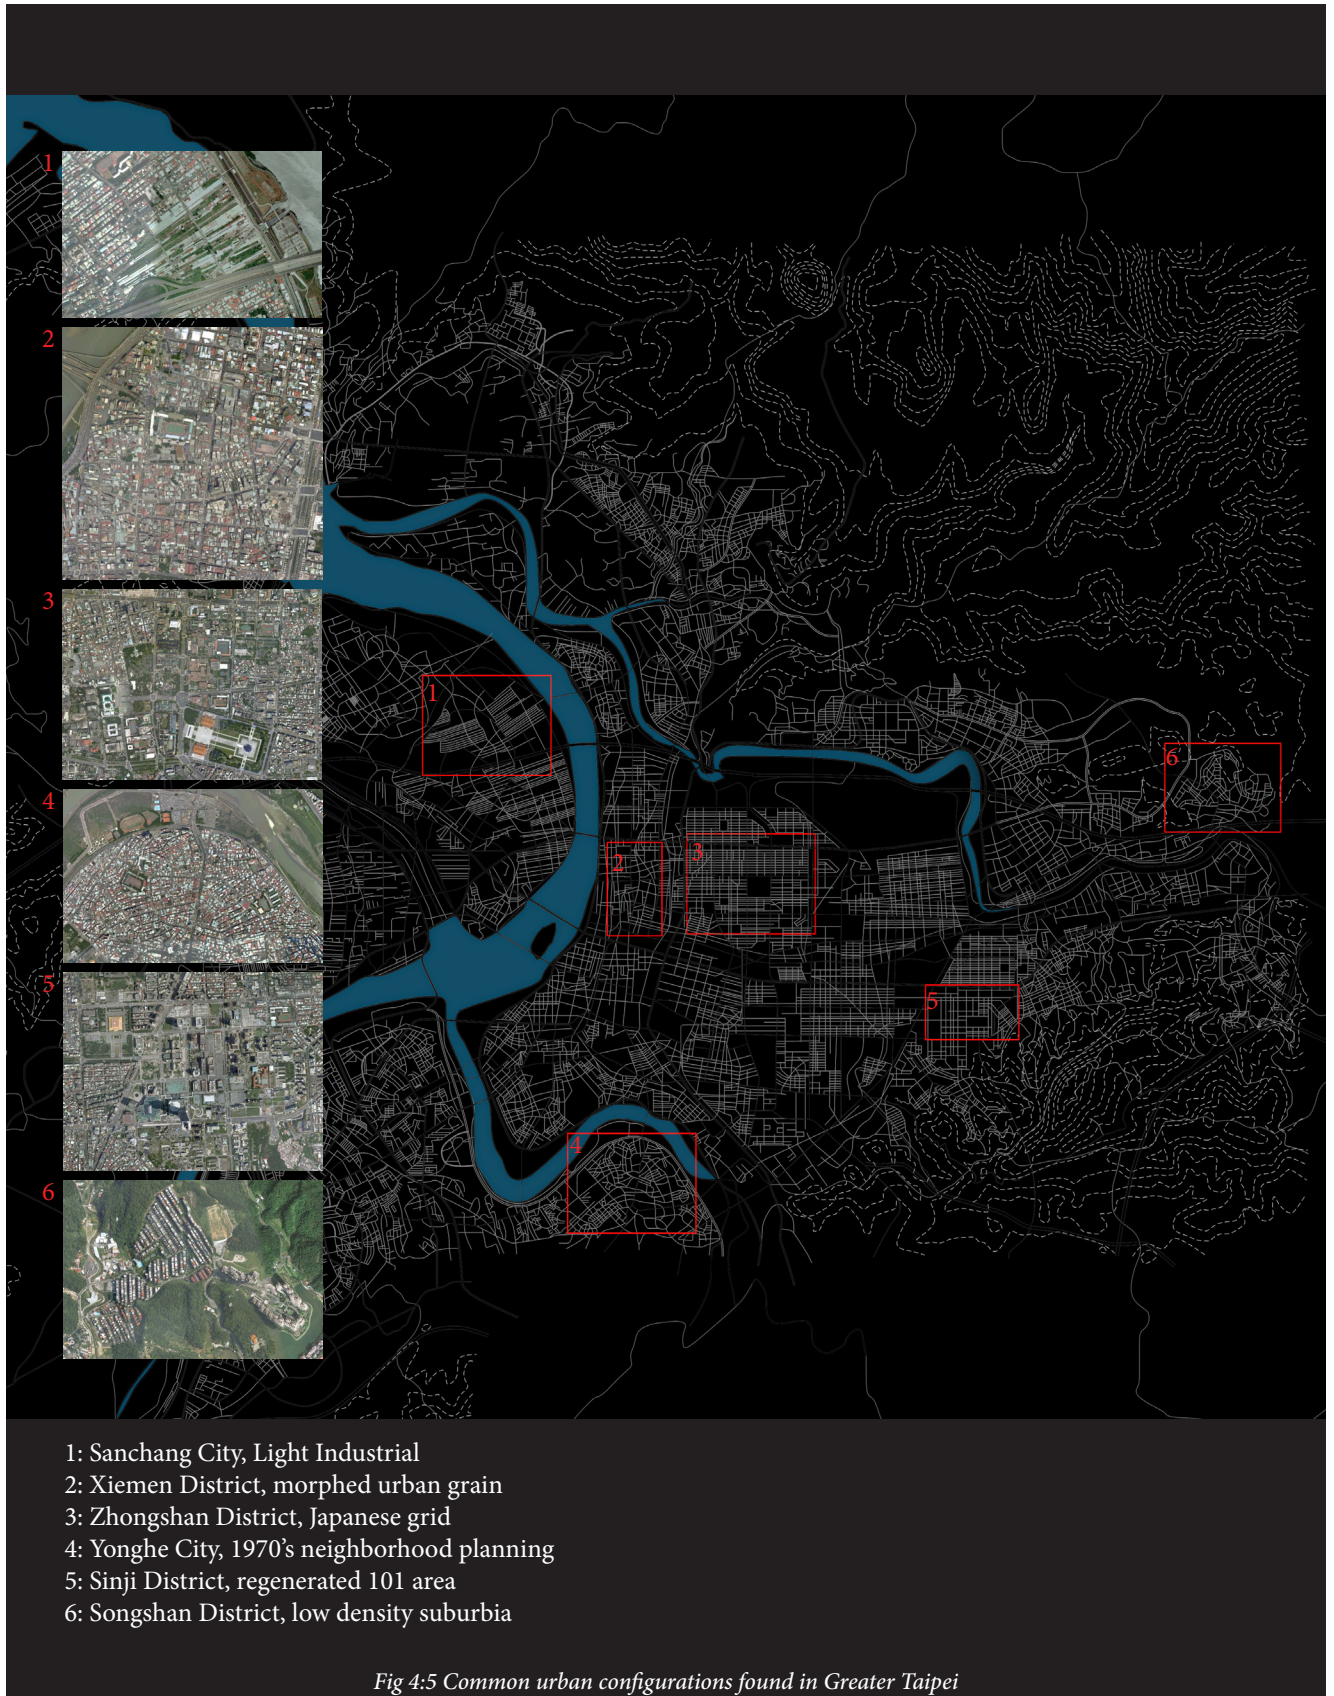 1
2
3
4
5
6
1
2
3
4
5
6
1: Sanchang City, Light Industrial
2: Xiemen District, morphed urban grain
3: Zhongshan District, Japanese grid
4: Yonghe City, 1970's neighborhood planning
5: Sinji District, regenerated 101 area
6: Songshan District, low density suburbia
Fig 4:5 Common urban configurations found in Greater Taipei